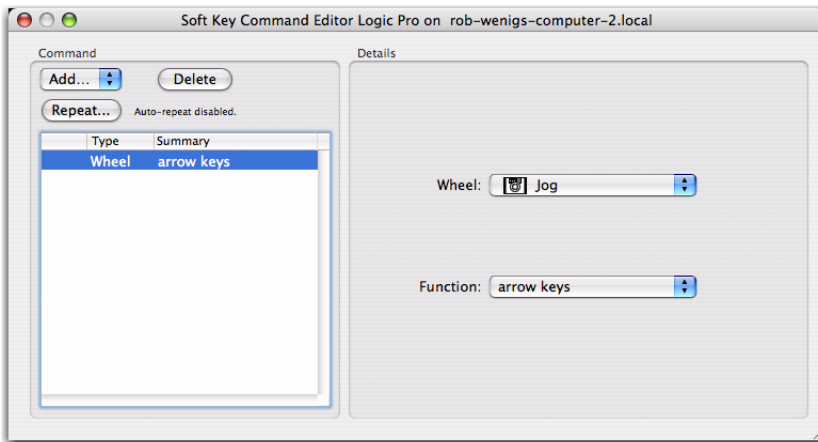 Soft Key Command Editor Logic Pro on rob-wenigs-computer-2.local
Command
Add...
Delete
Repeat...
Auto-repeat disabled.
Type Summary
Wheel arrow keys
Details
Wheel: Jog
Function: arrow keys